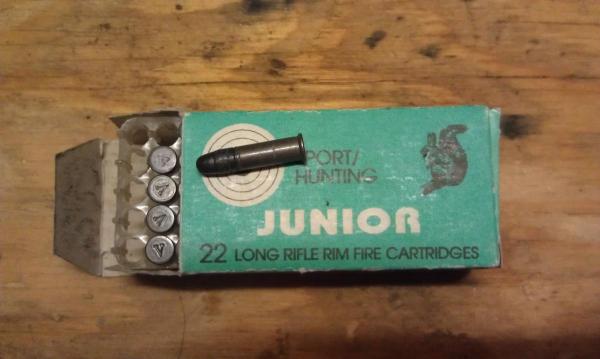 PORT/
HUNTING
JUNIOR
22 LONG RIFLE RIM FIRE CARTRIDGES